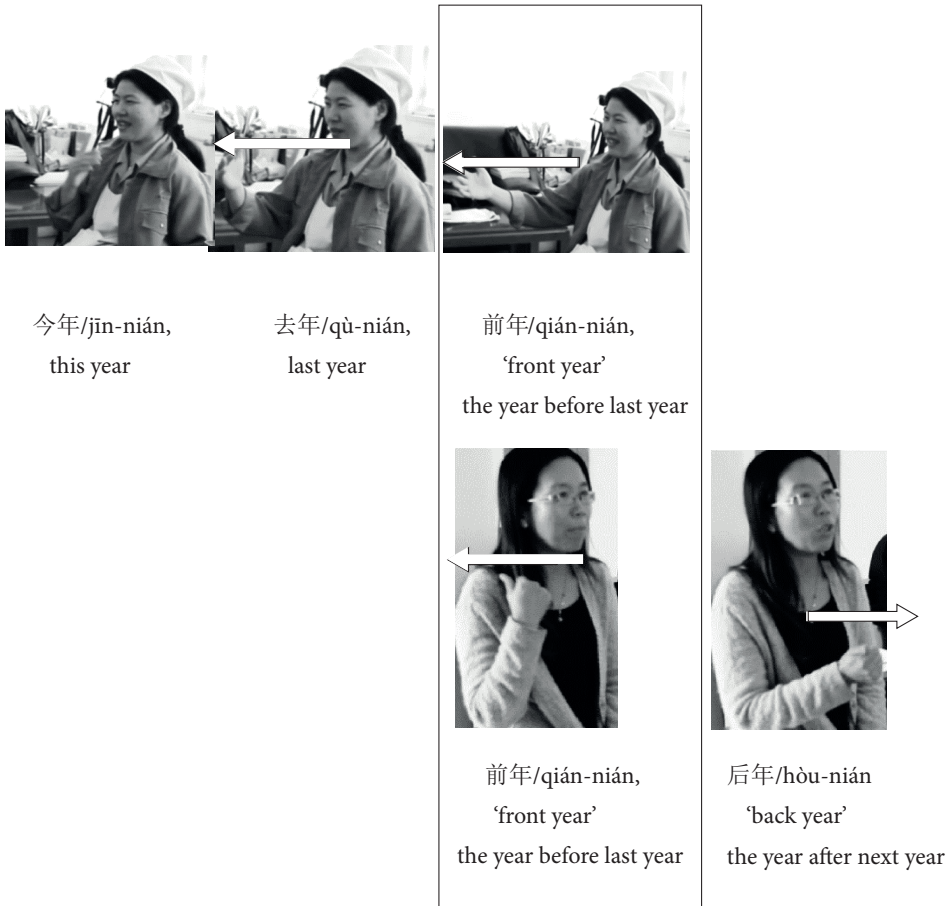 今年/jīn-nián,
this year
去年/qù-nián,
last year
前年/qián-nián,
‘front year’
the year before last year
前年/qián-nián,
‘front year’
the year before last year
后年/hòu-nián
‘back year’
the year after next year